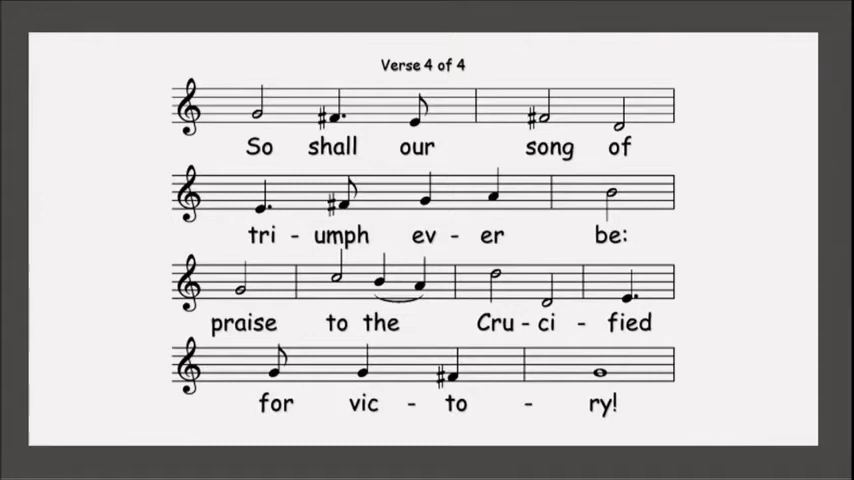 Verse 4 of 4
So shall our song of
tri - umph ev - er be:
praise to the Cru - ci - fied
for vic - to - ry!